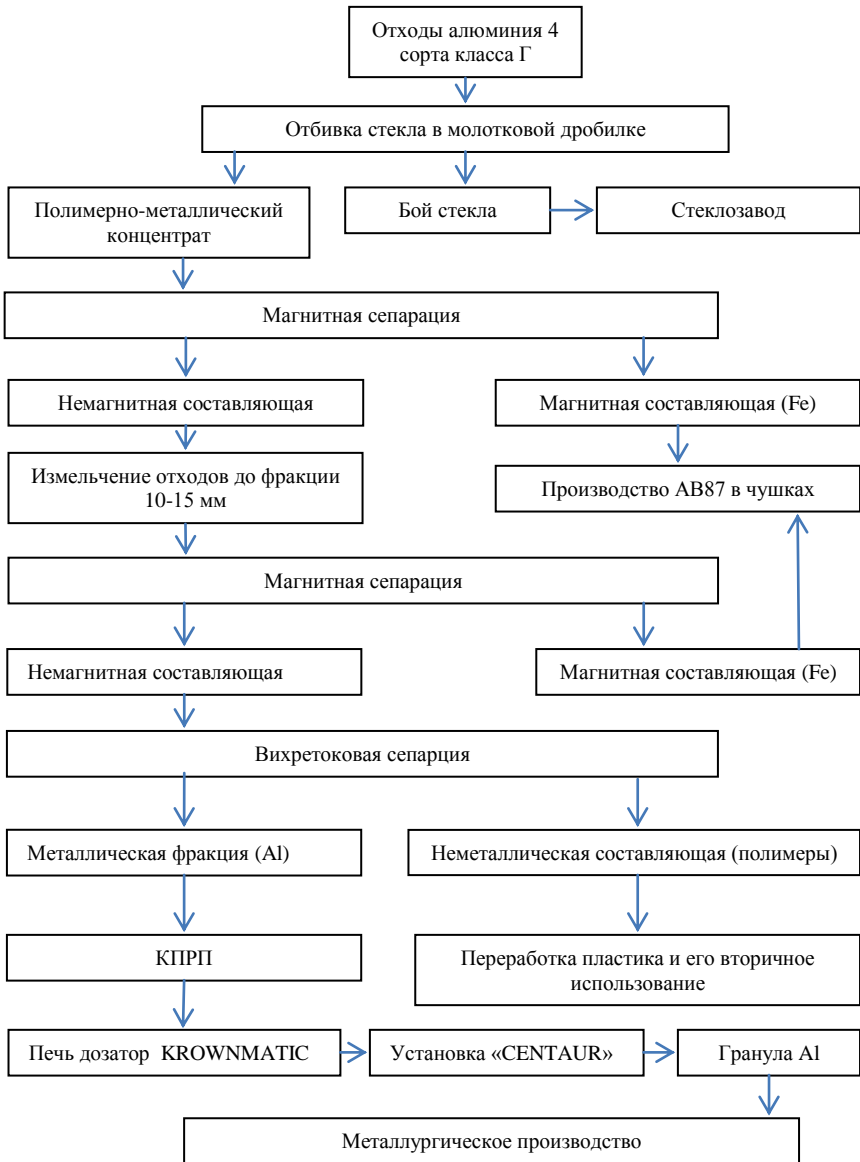 Отходы алюминия 4
сорта класса Г
Отбивка стекла в молотковой дробилке
Полимерно-металлический
концентрат
Бой стекла
Стеклозавод
Магнитная сепарация
Немагнитная составляющая
Магнитная составляющая (Fe)
Измельчение отходов до фракции
10-15 мм
Производство АВ87 в чушках
Магнитная сепарация
Немагнитная составляющая
Магнитная составляющая (Fe)
Вихретоковая сепарция
Металлическая фракция (Al)
Неметаллическая составляющая (полимеры)
КПРП
Переработка пластика и его вторичное
использование
Печь дозатор KROWNMATIC
Установка «CENTAUR»
Гранула Al
Металлургическое производство